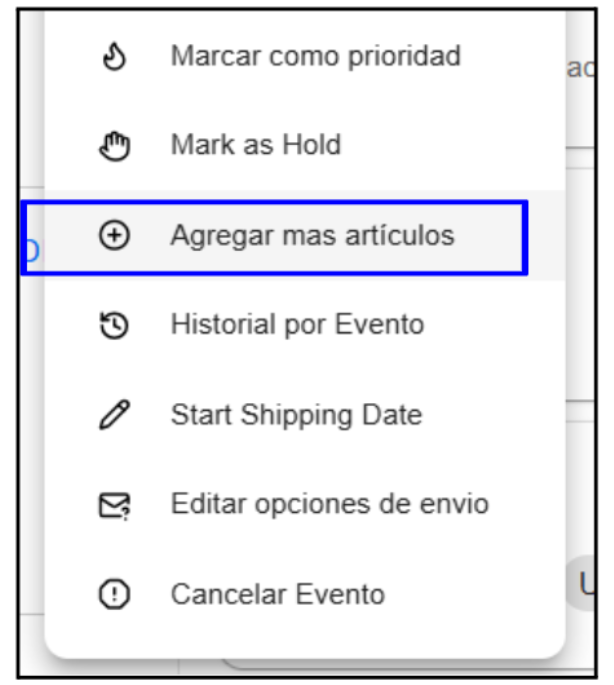 Marcar como prioridad
Mark as Hold
Agregar mas artículos
Historial por Evento
Start Shipping Date
Editar opciones de envio
Cancelar Evento